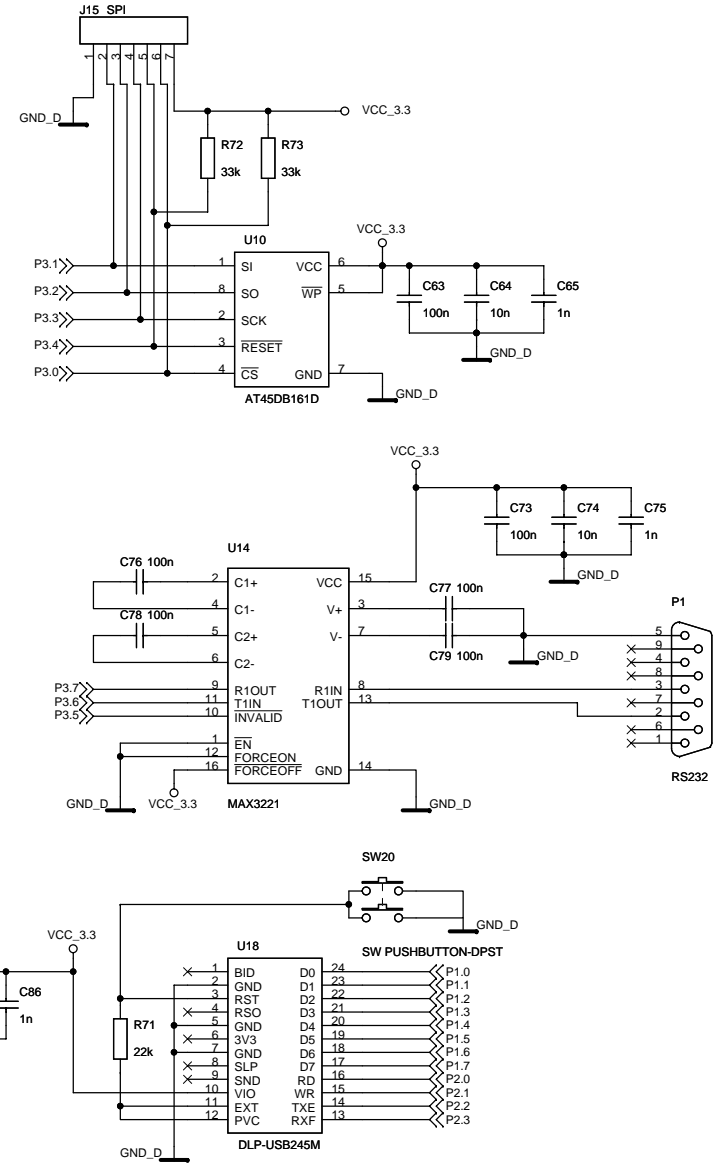 J15 SPI
1 2 3 4 5 6 7
GND_D
VCC_3.3
R72
33k
R73
33k
U10
VCC_3.3
P3.1 1 SI VCC 6
P3.2 8 SO WP 5
P3.3 2 SCK
P3.4 3 RESET
P3.0 4 CS GND 7
C63
100n
C64
10n
C65
1n
GND_D
GND_D
AT45DB161D
VCC_3.3
C73
100n
C74
10n
C75
1n
GND_D
U14
C76 100n
C78 100n
2 C1+ VCC 15
4 C1- V+ 3
5 C2+ V- 7
6 C2-
P3.7 9 R1OUT R1IN 8
P3.6 11 T1IN T1OUT 13
P3.5 10 INVALID
1 EN
12 FORCEON
16 FORCEOFF GND 14
C77 100n
C79 100n
GND_D
P1
5
9
4
8
3
7
2
6
1
RS232
GND_D
VCC_3.3
MAX3221
GND_D
SW20
GND_D
SW PUSHBUTTON-DPST
VCC_3.3
C86
1n
R71
22k
U18
1 BID D0 24 P1.0
2 GND D1 23 P1.1
3 RST D2 22 P1.2
4 RSO D3 21 P1.3
5 GND D4 20 P1.4
6 3V3 D5 19 P1.5
7 GND D6 18 P1.6
8 SLP D7 17 P1.7
9 SND RD 16 P2.0
10 VIO WR 15 P2.1
11 EXT TXE 14 P2.2
12 PVC RXF 13 P2.3
DLP-USB245M
GND_D